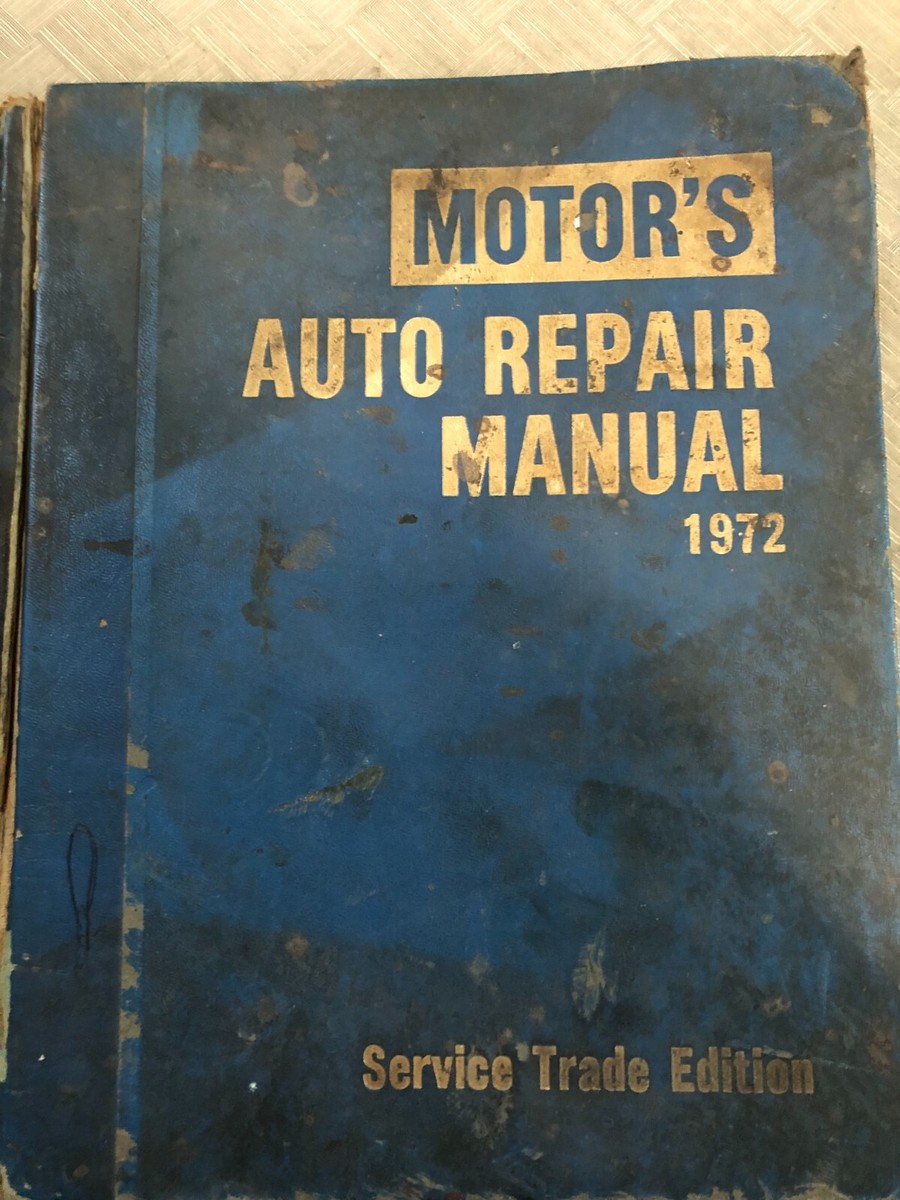 MOTOR'S
AUTO REPAIR
MANUAL
1972
Service Trade Edition